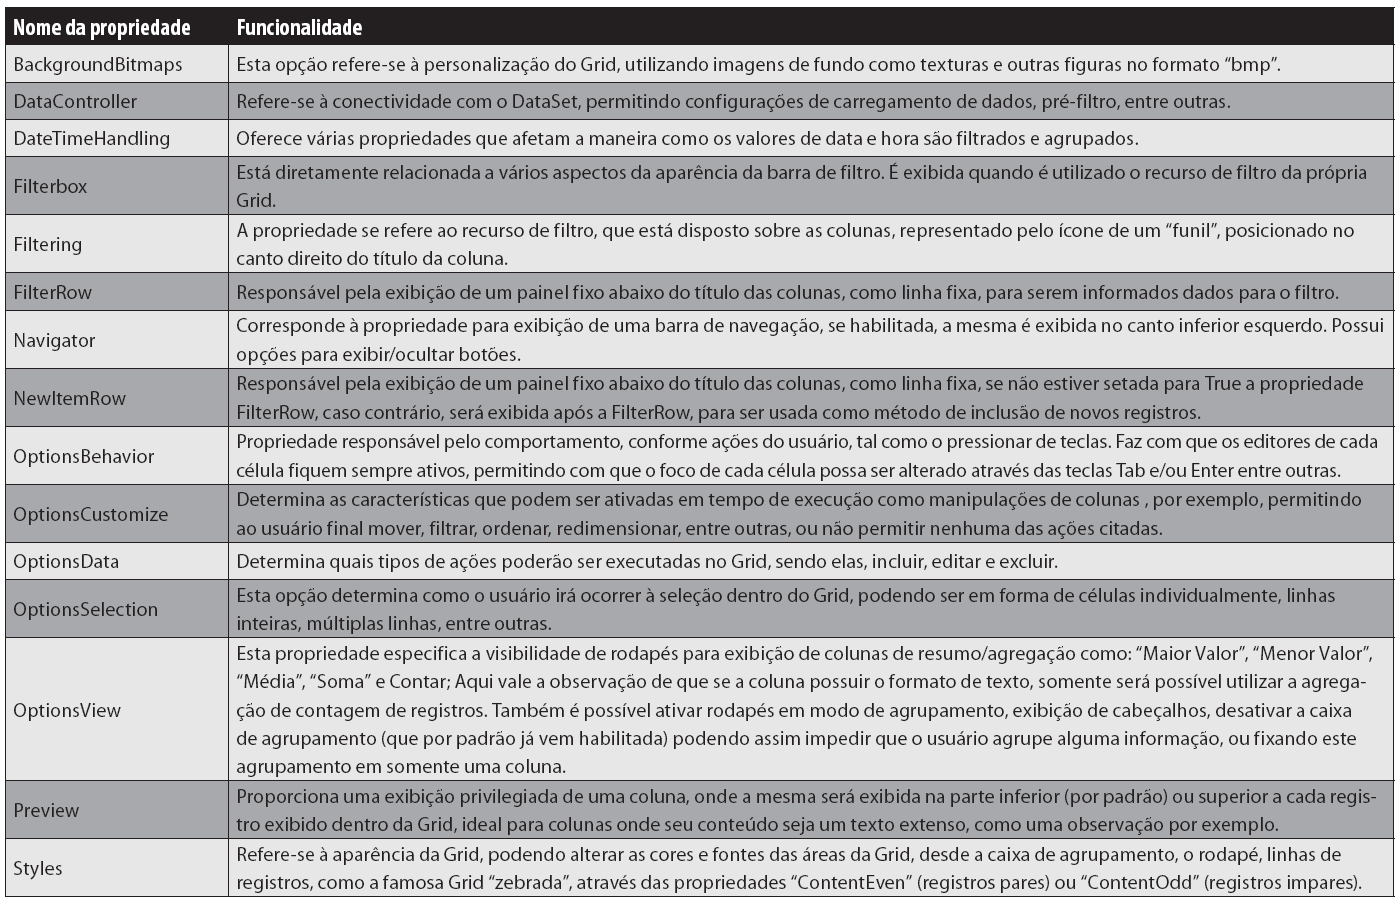 Nome da propriedade Funcionalidade
BackgroundBitmaps Esta opção refere-se à personalização do Grid, utilizando imagens de fundo como texturas e outras figuras no formato “bmp”.
DataController Refere-se à conectividade com o DataSet, permitindo configurações de carregamento de dados, pré-filtro, entre outras.
DateTimeHandling Oferece várias propriedades que afetam a maneira como os valores de data e hora são filtrados e agrupados.
Filterbox Está diretamente relacionada a vários aspectos da aparência da barra de filtro. É exibida quando é utilizado o recurso de filtro da própria
Grid.
Filtering A propriedade se refere ao recurso de filtro, que está disposto sobre as colunas, representado pelo ícone de um “funil”, posicionado no
canto direito do título da coluna.
FilterRow Responsável pela exibição de um painel fixo abaixo do título das colunas, como linha fixa, para serem informados dados para o filtro.
Navigator Corresponde à propriedade para exibição de uma barra de navegação, se habilitada, a mesma é exibida no canto inferior esquerdo. Possui
opções para exibir/ocultar botões.
NewItemRow Responsável pela exibição de um painel fixo abaixo do título das colunas, como linha fixa, se não estiver setada para True a propriedade
FilterRow, caso contrário, será exibida após a FilterRow, para ser usada como método de inclusão de novos registros.
OptionsBehavior Propriedade responsável pelo comportamento, conforme ações do usuário, tal como o pressionar de teclas. Faz com que os editores de cada
célula fiquem sempre ativos, permitindo com que o foco de cada célula possa ser alterado através das teclas Tab e/ou Enter entre outras.
OptionsCustomize Determina as características que podem ser ativadas em tempo de execução como manipulações de colunas , por exemplo, permitindo
ao usuário final mover, filtrar, ordenar, redimensionar, entre outras, ou não permitir nenhuma das ações citadas.
OptionsData Determina quais tipos de ações poderão ser executadas no Grid, sendo elas, incluir, editar e excluir.
OptionsSelection Esta opção determina como o usuário irá ocorrer à seleção dentro do Grid, podendo ser em forma de células individualmente, linhas
inteiras, múltiplas linhas, entre outras.
OptionsView Esta propriedade especifica a visibilidade de rodapés para exibição de colunas de resumo/agregação como: “Maior Valor”, “Menor Valor”,
“Média”, “Soma” e Contar; Aqui vale a observação de que se a coluna possuir o formato de texto, somente será possível utilizar a agrega-
ção de contagem de registros. Também é possível ativar rodapés em modo de agrupamento, exibição de cabeçalhos, desativar a caixa
de agrupamento (que por padrão já vem habilitada) podendo assim impedir que o usuário agrupe alguma informação, ou fixando este
agrupamento em somente uma coluna.
Preview Proporciona uma exibição privilegiada de uma coluna, onde a mesma será exibida na parte inferior (por padrão) ou superior a cada regis-
tro exibido dentro da Grid, ideal para colunas onde seu conteúdo seja um texto extenso, como uma observação por exemplo.
Styles Refere-se à aparência da Grid, podendo alterar as cores e fontes das áreas da Grid, desde a caixa de agrupamento, o rodapé, linhas de
registros, como a famosa Grid “zebrada”, através das propriedades “ContentEven” (registros pares) ou “ContentOdd” (registros impares).